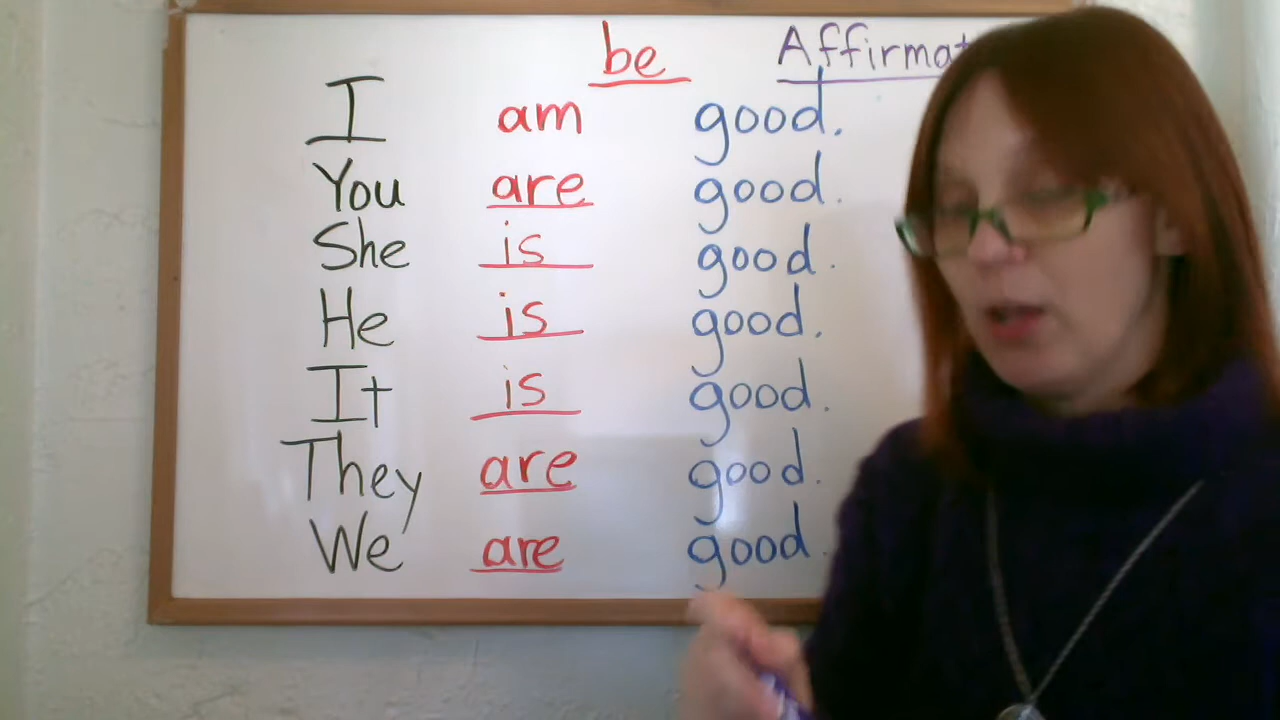 be Affirmat
I am good.
You are good.
She is good.
He is good.
It is good.
They are good.
We are good.